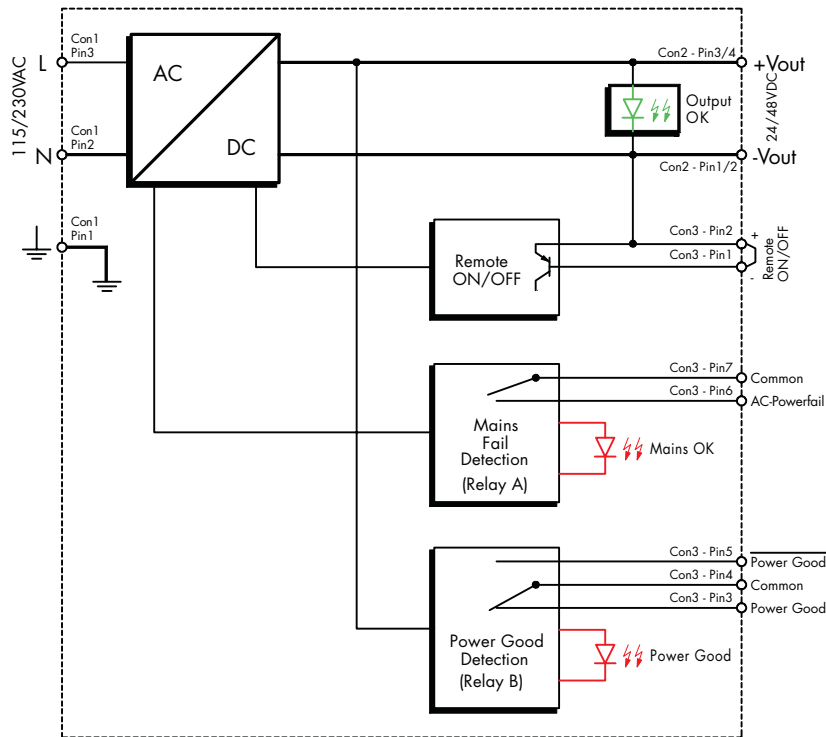 115/230VAC
L
Con1
Pin3
N
Con1
Pin2
Con1
Pin1
AC
DC
Con2 - Pin3/4
+Vout
Output
OK
24/48VDC
-Vout
Con2 - Pin1/2
Remote
ON/OFF
Con3 - Pin2
+
Con3 - Pin1
-
Remote
ON/OFF
Mains
Fail
Detection
(Relay A)
Con3 - Pin7
Common
Con3 - Pin6
AC-Powerfail
Mains OK
Power Good
Detection
(Relay B)
Con3 - Pin5
Power Good
Con3 - Pin4
Common
Con3 - Pin3
Power Good
Power Good